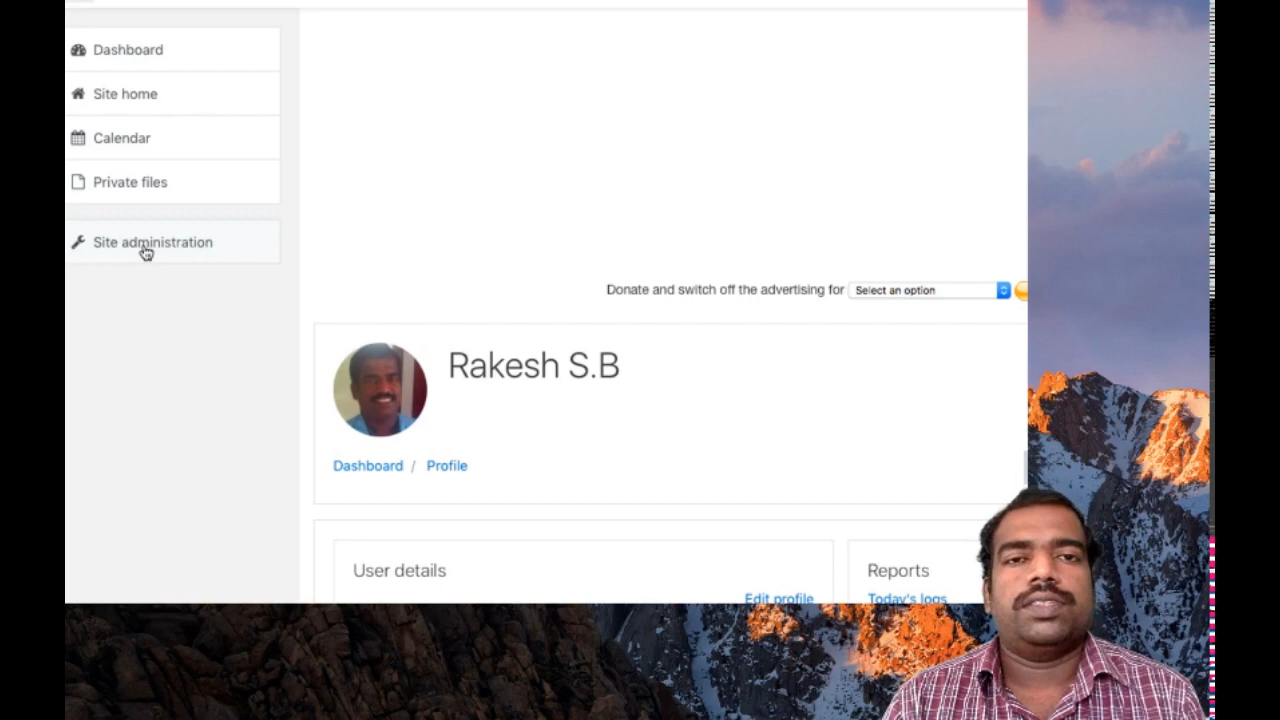 Dashboard
Site home
Calendar
Private files
Site administration
Donate and switch off the advertising for Select an option
Rakesh S.B
Dashboard / Profile
User details
Reports
Edit profile
Today's logs